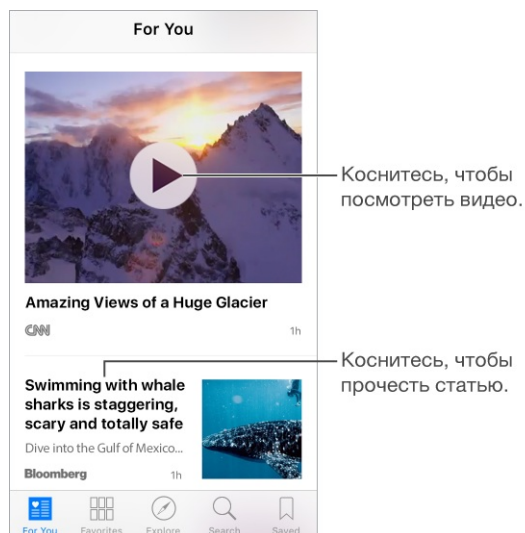 For You
Коснитесь, чтобы
посмотреть видео.
Amazing Views of a Huge Glacier
CNN
1h
Коснитесь, чтобы
прочесть статью.
Swimming with whale
sharks is staggering,
scary and totally safe
Dive into the Gulf of Mexico...
Bloomberg
1h
For You Favorites Explore Search Saved